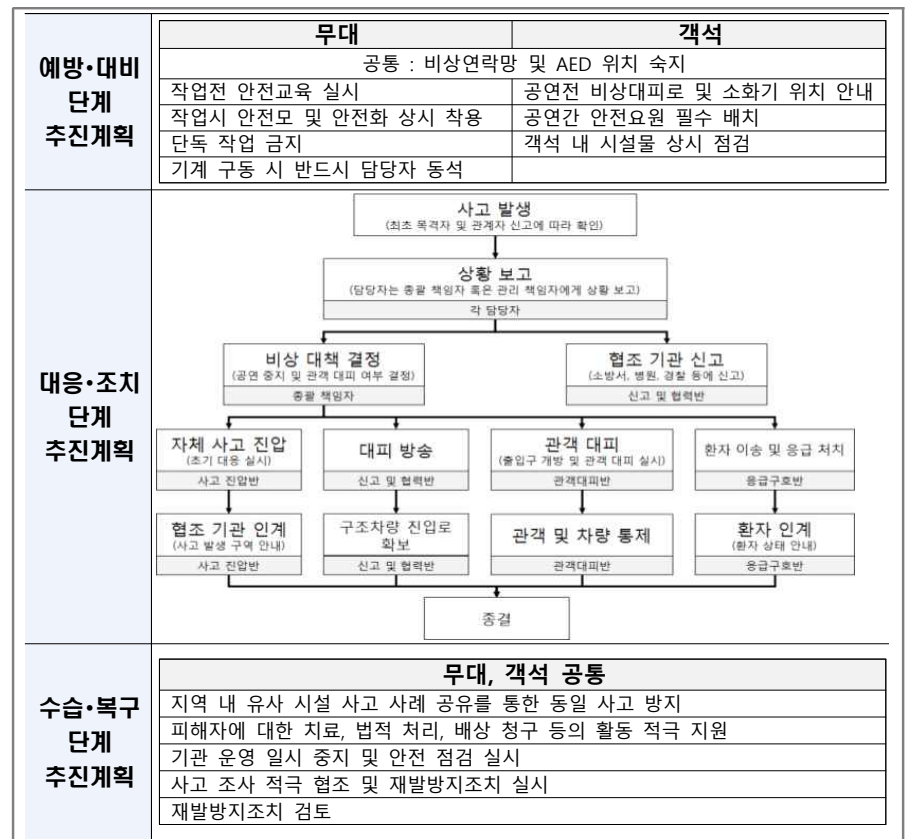 예방·대비
단계
추진계획
무대
객석
공통 : 비상연락망 및 AED 위치 숙지
작업전 안전교육 실시
공연전 비상대피로 및 소화기 위치 안내
작업시 안전모 및 안전화 상시 착용
공연간 안전요원 필수 배치
단독 작업 금지
객석 내 시설물 상시 점검
기계 구동 시 반드시 담당자 동석
대응·조치
단계
추진계획
사고 발생
(최초 목격자 및 관계자 신고에 따라 확인)
상황 보고
(담당자는 총괄 책임자 혹은 관리 책임자에게 상황 보고)
각 담당자
비상 대책 결정
(공연 중지 및 관객 대피 여부 결정)
총괄 책임자
협조 기관 신고
(소방서, 병원, 경찰 등에 신고)
신고 및 협력반
자체 사고 진압
(초기 대응 실시)
사고 진압반
대피 방송
신고 및 협력반
관객 대피
(출입구 개방 및 관객 대피 실시)
관객대피반
환자 이송 및 응급 처치
응급구호반
협조 기관 인계
(사고 발생 구역 안내)
사고 진압반
구조차량 진입로
확보
신고 및 협력반
관객 및 차량 통제
관객대피반
환자 인계
(환자 상태 안내)
응급구호반
종결
수습·복구
단계
추진계획
무대, 객석 공통
지역 내 유사 시설 사고 사례 공유를 통한 동일 사고 방지
피해자에 대한 치료, 법적 처리, 배상 청구 등의 활동 적극 지원
기관 운영 일시 중지 및 안전 점검 실시
사고 조사 적극 협조 및 재발방지조치 실시
재발방지조치 검토